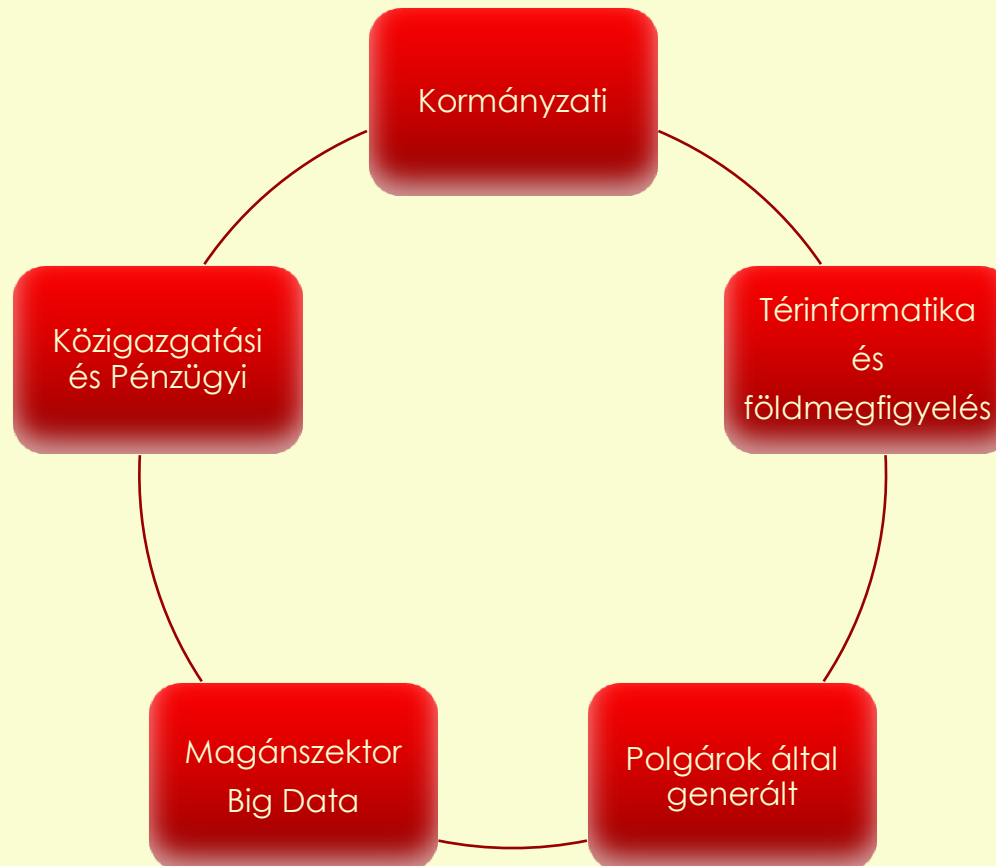 Kormányzati
Térinformatika
és
földmegfigyelés
Polgárok által
generált
Magánszektor
Big Data
Közigazgatási
és Pénzügyi